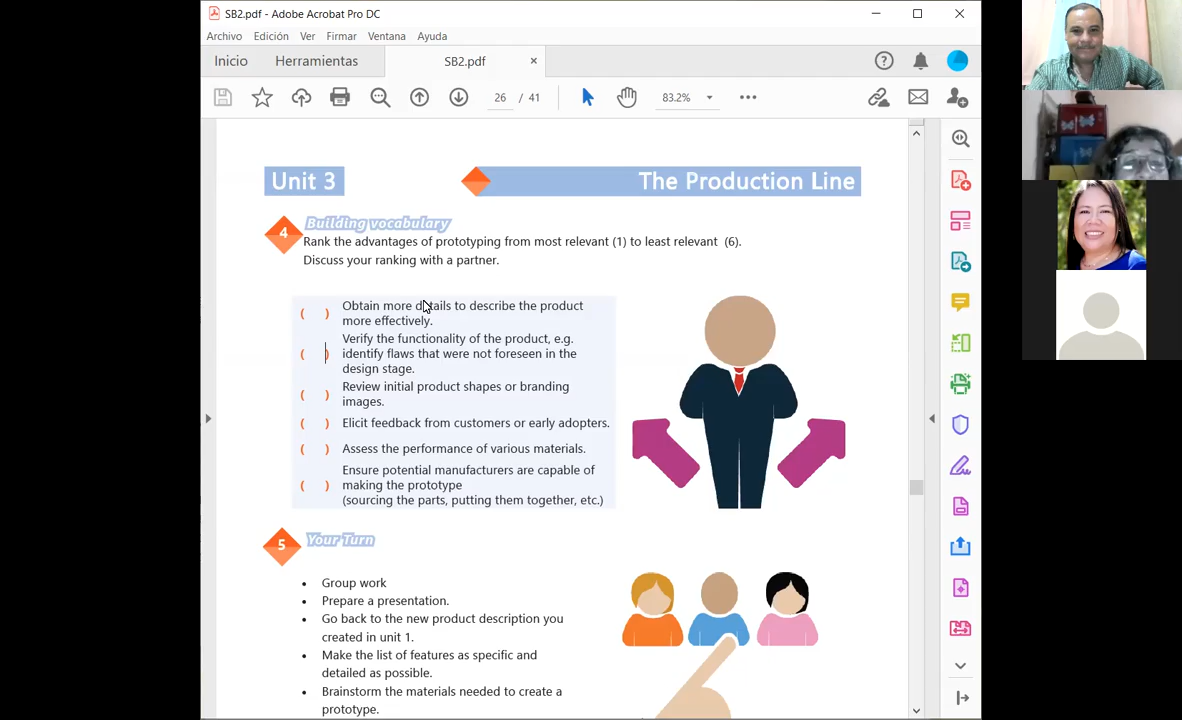 SB2.pdf - Adobe Acrobat Pro DC
Archivo Edición Ver Firmar Ventana Ayuda
Inicio Herramientas SB2.pdf ×
26 / 41 83.2%
Unit 3 The Production Line
4 Building vocabulary
Rank the advantages of prototyping from most relevant (1) to least relevant (6).
Discuss your ranking with a partner.
( ) Obtain more details to describe the product
more effectively.
Verify the functionality of the product, e.g.
( ) identify flaws that were not foreseen in the
design stage.
( ) Review initial product shapes or branding
images.
( ) Elicit feedback from customers or early adopters.
( ) Assess the performance of various materials.
Ensure potential manufacturers are capable of
( ) making the prototype
(sourcing the parts, putting them together, etc.)
5 Your Turn
• Group work
• Prepare a presentation.
• Go back to the new product description you
created in unit 1.
• Make the list of features as specific and
detailed as possible.
• Brainstorm the materials needed to create a
prototype.